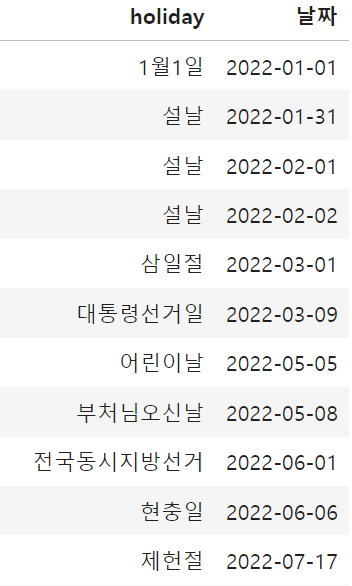 holiday 날짜
1월1일 2022-01-01
설날 2022-01-31
설날 2022-02-01
설날 2022-02-02
삼일절 2022-03-01
대통령선거일 2022-03-09
어린이날 2022-05-05
부처님오신날 2022-05-08
전국동시지방선거 2022-06-01
현충일 2022-06-06
제헌절 2022-07-17